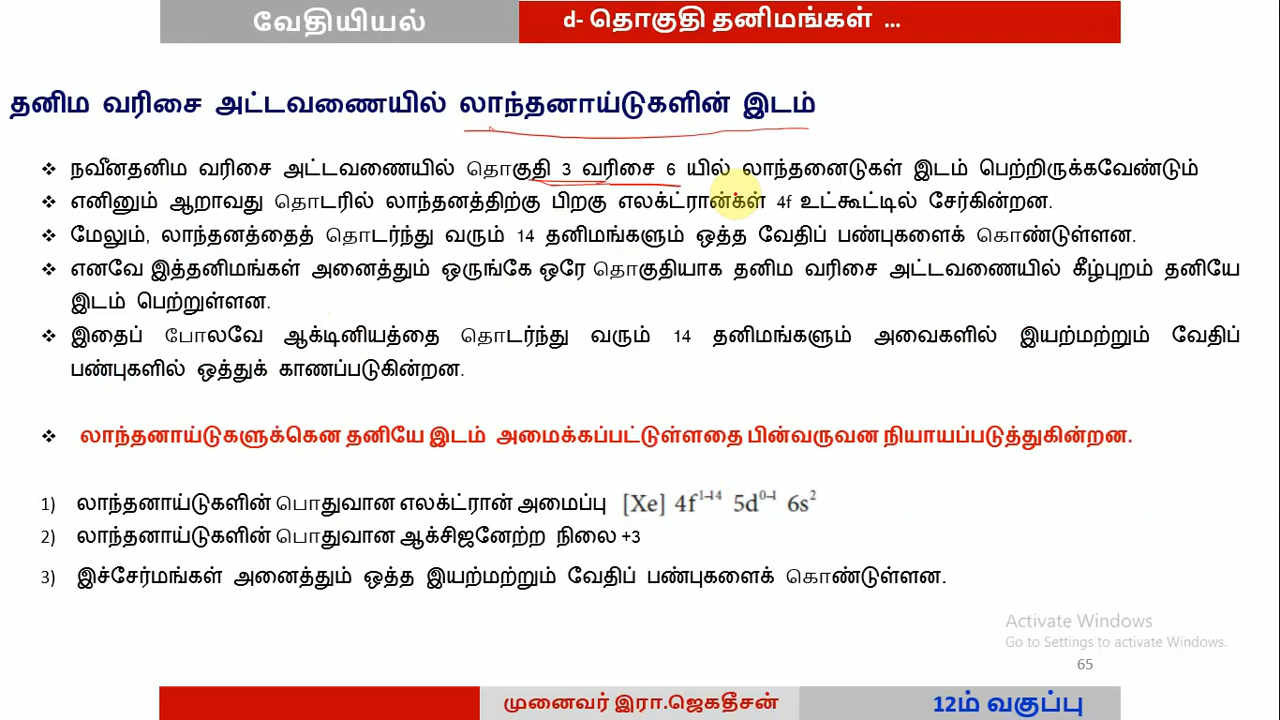 வேதியியல்
d- தொகுதி தனிமங்கள் ...
தனிம வரிசை அட்டவணையில் லாந்தனாய்டுகளின் இடம்
❖ நவீனதனிம வரிசை அட்டவணையில் தொகுதி 3 வரிசை 6 யில் லாந்தனைடுகள் இடம் பெற்றிருக்கவேண்டும்
❖ எனினும் ஆறாவது தொடரில் லாந்தனத்திற்கு பிறகு எலக்ட்ரான்கள் 4f உட்கூட்டில் சேர்கின்றன.
❖ மேலும், லாந்தனத்தைத் தொடர்ந்து வரும் 14 தனிமங்களும் ஒத்த வேதிப் பண்புகளைக் கொண்டுள்ளன.
❖ எனவே இத்தனிமங்கள் அனைத்தும் ஒருங்கே ஒரே தொகுதியாக தனிம வரிசை அட்டவணையில் கீழ்புறம் தனியே
இடம் பெற்றுள்ளன.
❖ இதைப் போலவே ஆக்டினியத்தை தொடர்ந்து வரும் 14 தனிமங்களும் அவைகளில் இயற்மற்றும் வேதிப்
பண்புகளில் ஒத்துக் காணப்படுகின்றன.
❖ லாந்தனாய்டுகளுக்கென தனியே இடம் அமைக்கப்பட்டுள்ளதை பின்வருவன நியாயப்படுத்துகின்றன.
1) லாந்தனாய்டுகளின் பொதுவான எலக்ட்ரான் அமைப்பு [Xe] 4f¹⁻¹⁴ 5d⁰⁻¹ 6s²
2) லாந்தனாய்டுகளின் பொதுவான ஆக்சிஜனேற்ற நிலை +3
3) இச்சேர்மங்கள் அனைத்தும் ஒத்த இயற்மற்றும் வேதிப் பண்புகளைக் கொண்டுள்ளன.
Activate Windows
Go to Settings to activate Windows.
65
முனைவர் இரா.ஜெகதீசன்
12ம் வகுப்பு